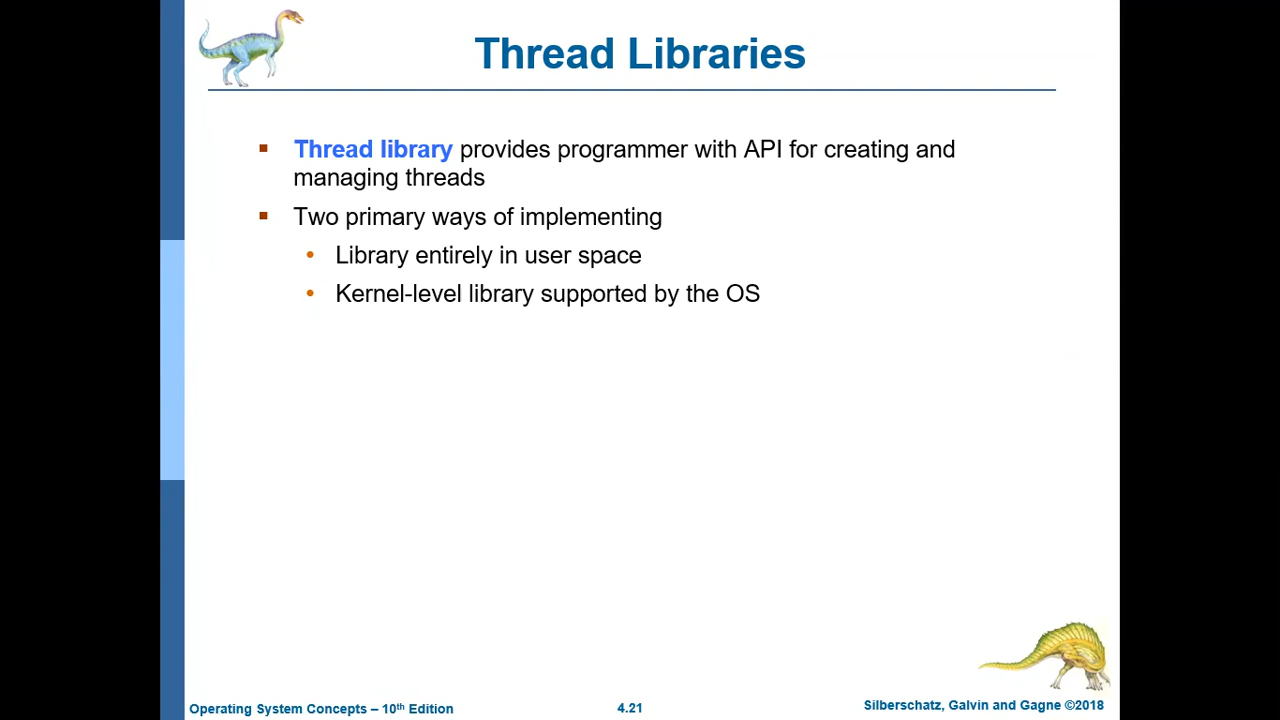 Thread Libraries
▪ Thread library provides programmer with API for creating and
managing threads
▪ Two primary ways of implementing
• Library entirely in user space
• Kernel-level library supported by the OS
Operating System Concepts – 10th Edition
4.21
Silberschatz, Galvin and Gagne ©2018